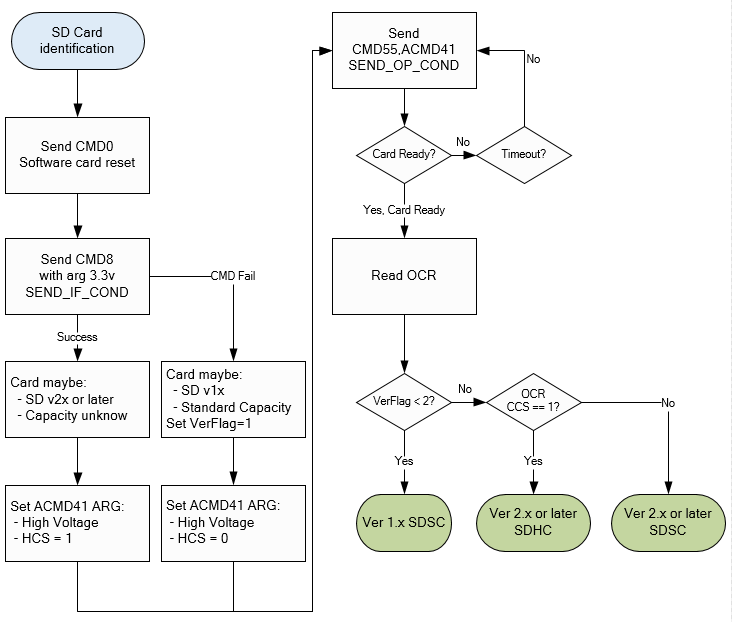 SD Card
identification
Send CMD0
Software card reset
Send CMD8
with arg 3.3v
SEND_IF_COND
CMD Fail
Success
Card maybe:
- SD v2x or later
- Capacity unknow
Card maybe:
- SD v1x
- Standard Capacity
Set VerFlag=1
Set ACMD41 ARG:
- High Voltage
- HCS = 1
Set ACMD41 ARG:
- High Voltage
- HCS = 0
Send
CMD55,ACMD41
SEND_OP_COND
No
Card Ready?
No
Timeout?
Yes, Card Ready
Read OCR
VerFlag < 2?
No
OCR
CCS == 1?
No
Yes
Yes
Ver 1.x SDSC
Ver 2.x or later
SDHC
Ver 2.x or later
SDSC